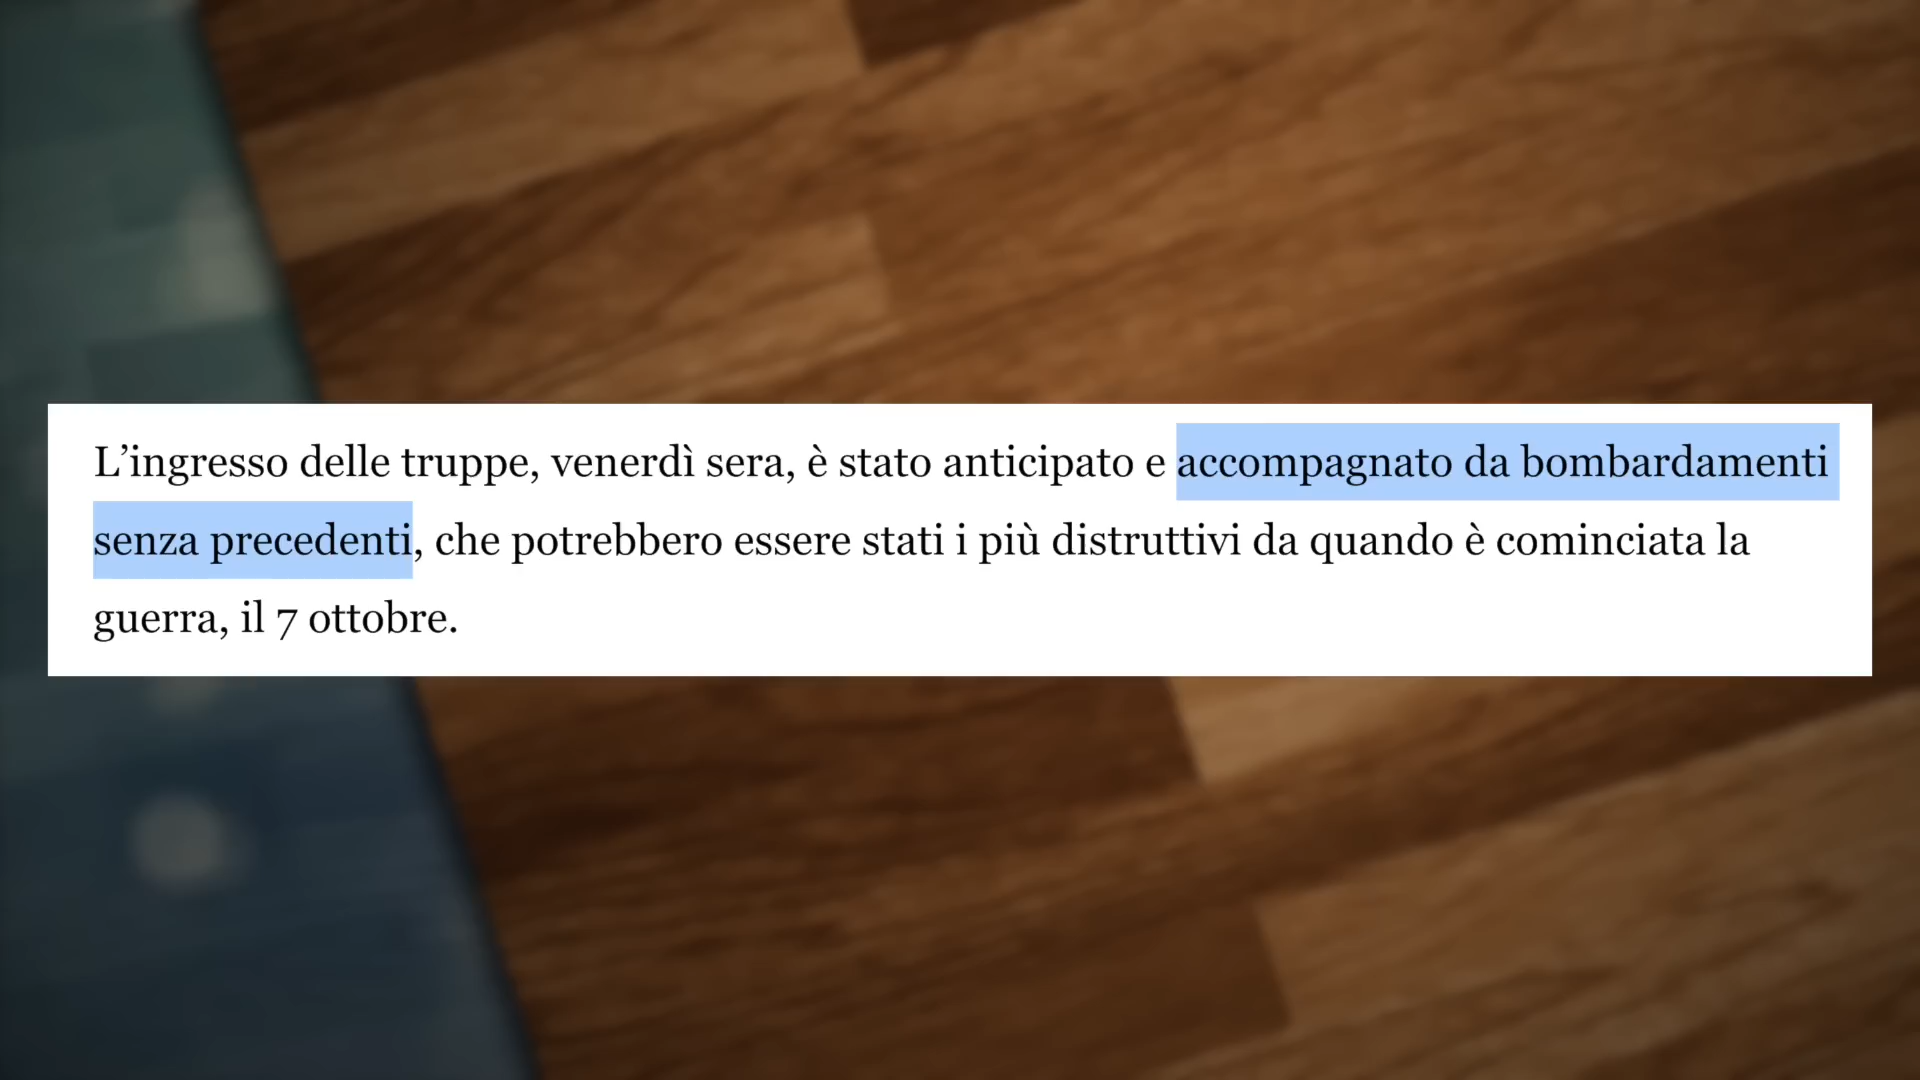 L’ingresso delle truppe, venerdì sera, è stato anticipato e accompagnato da bombardamenti
senza precedenti, che potrebbero essere stati i più distruttivi da quando è cominciata la
guerra, il 7 ottobre.